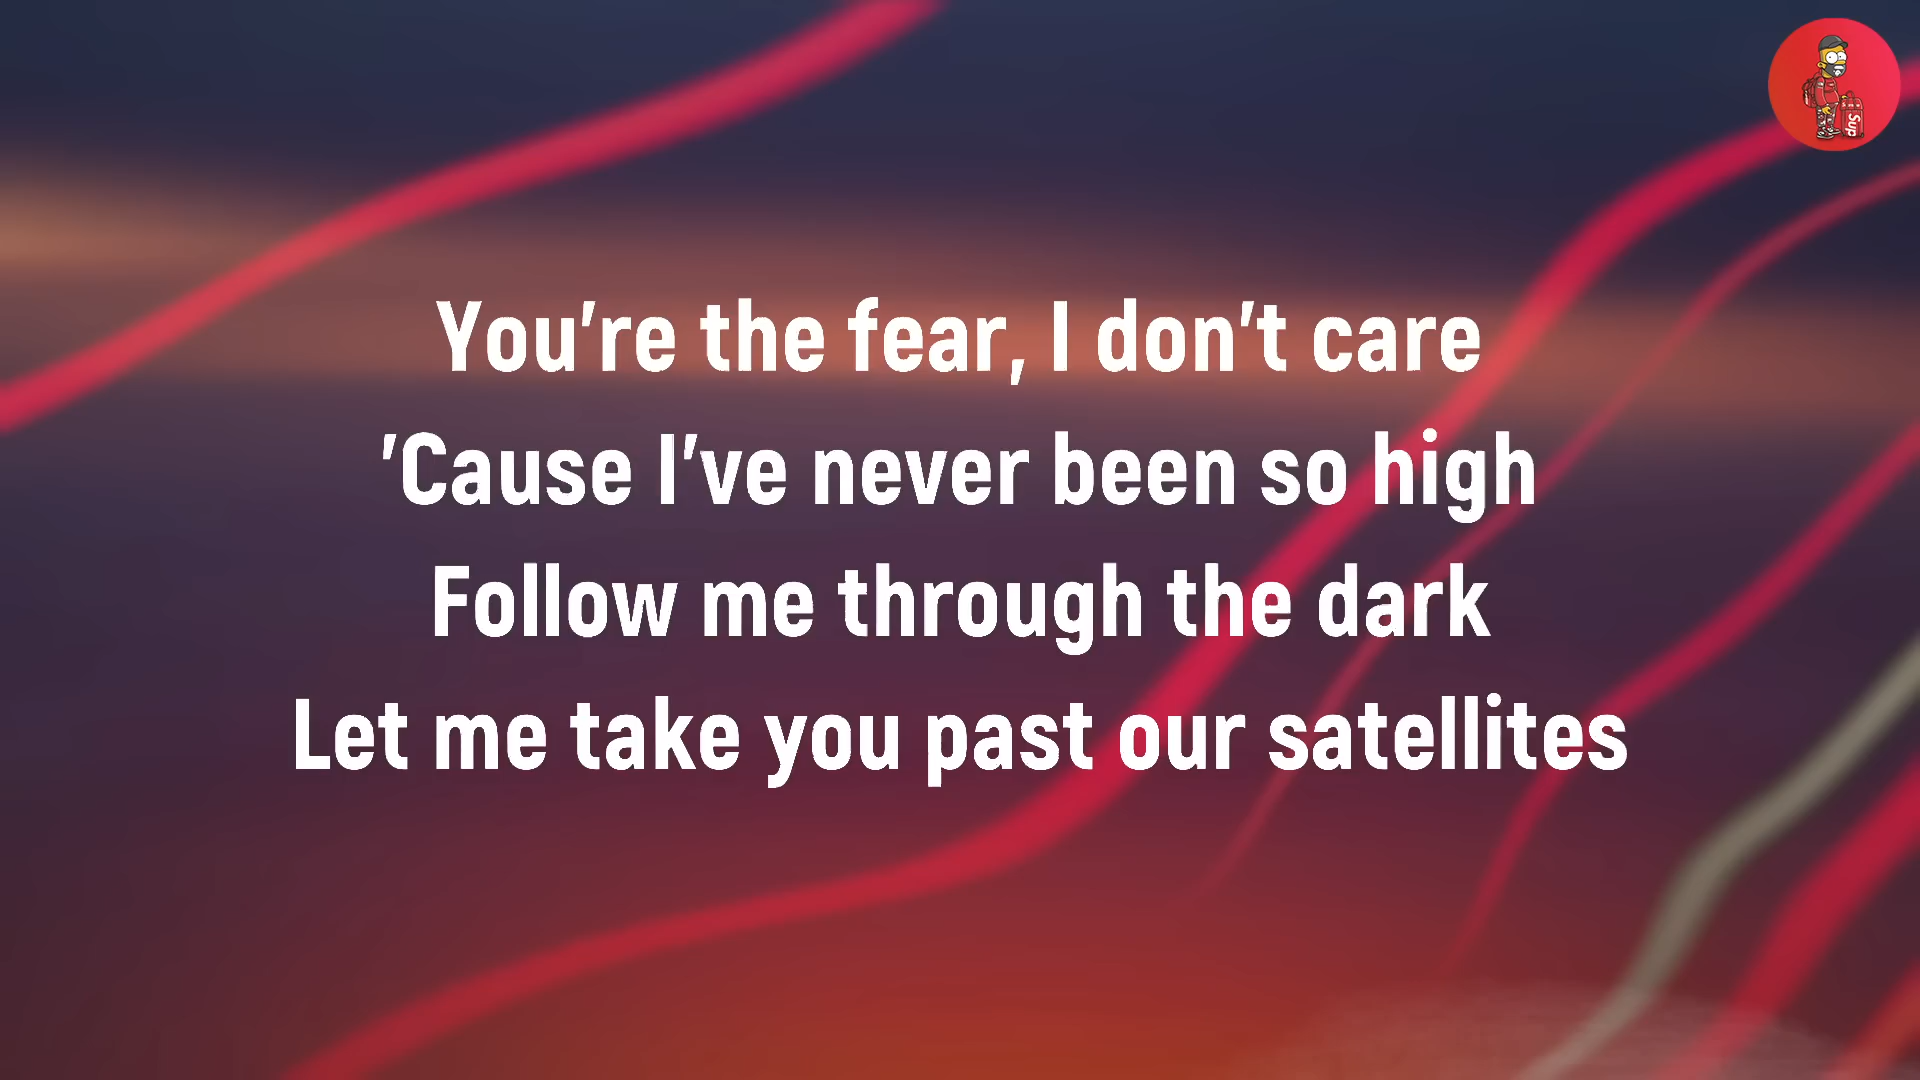 You're the fear, I don't care
'Cause I've never been so high
Follow me through the dark
Let me take you past our satellites
Sup